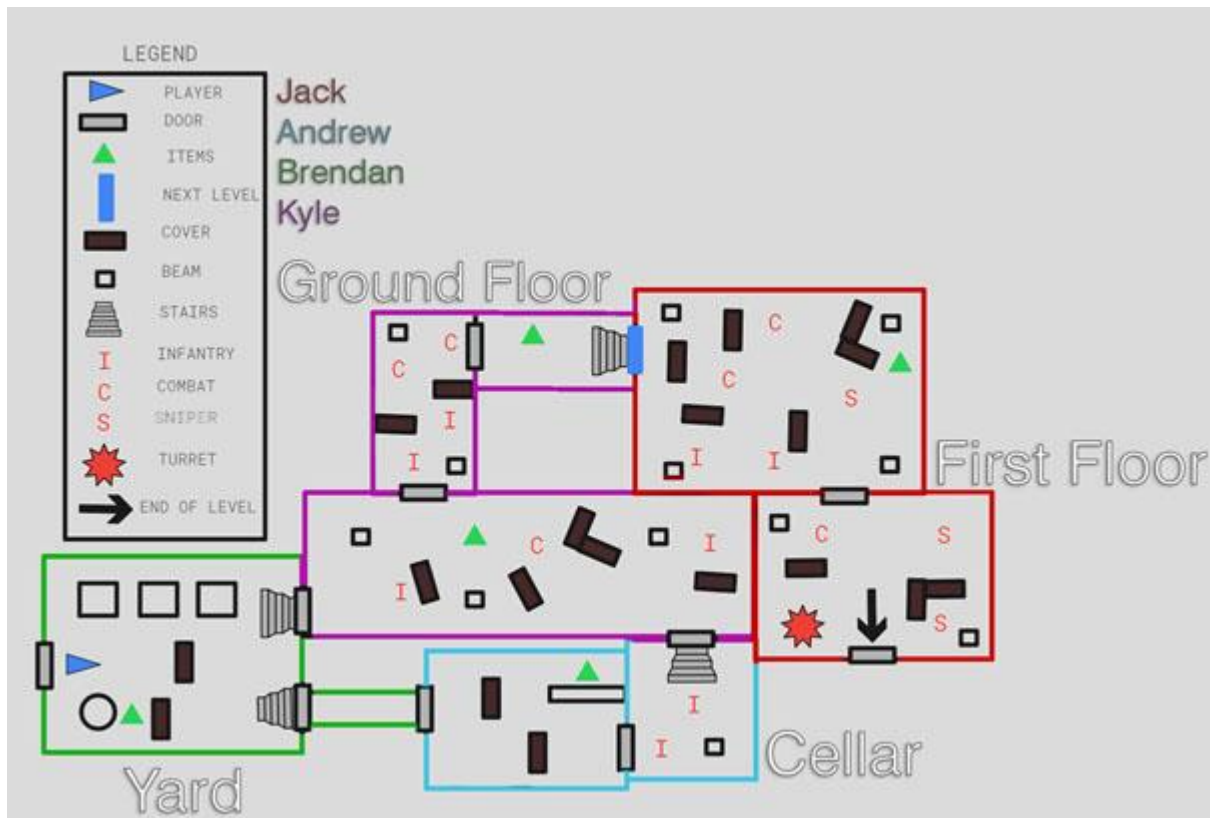 LEGEND
PLAYER
DOOR
ITEMS
NEXT LEVEL
COVER
BEAM
STAIRS
I INFANTRY
C COMBAT
S SNIPER
TURRET
END OF LEVEL
Jack
Andrew
Brendan
Kyle
Ground Floor
C
C
I
I
C
C
S
I
I
First Floor
C
I
I
C
S
S
I
I
Cellar
Yard